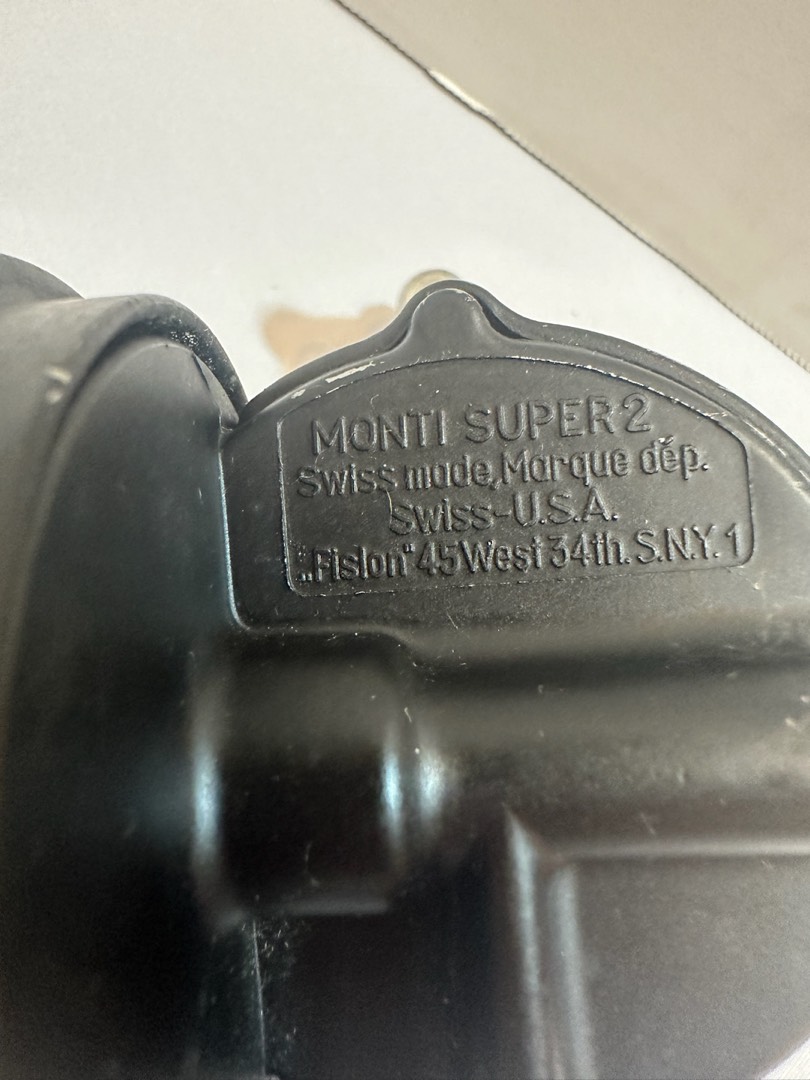 MONTI SUPER 2
Swiss made, Marque dép.
Swiss-U.S.A.
„Fislon" 45 West 34th. S.N.Y. 1